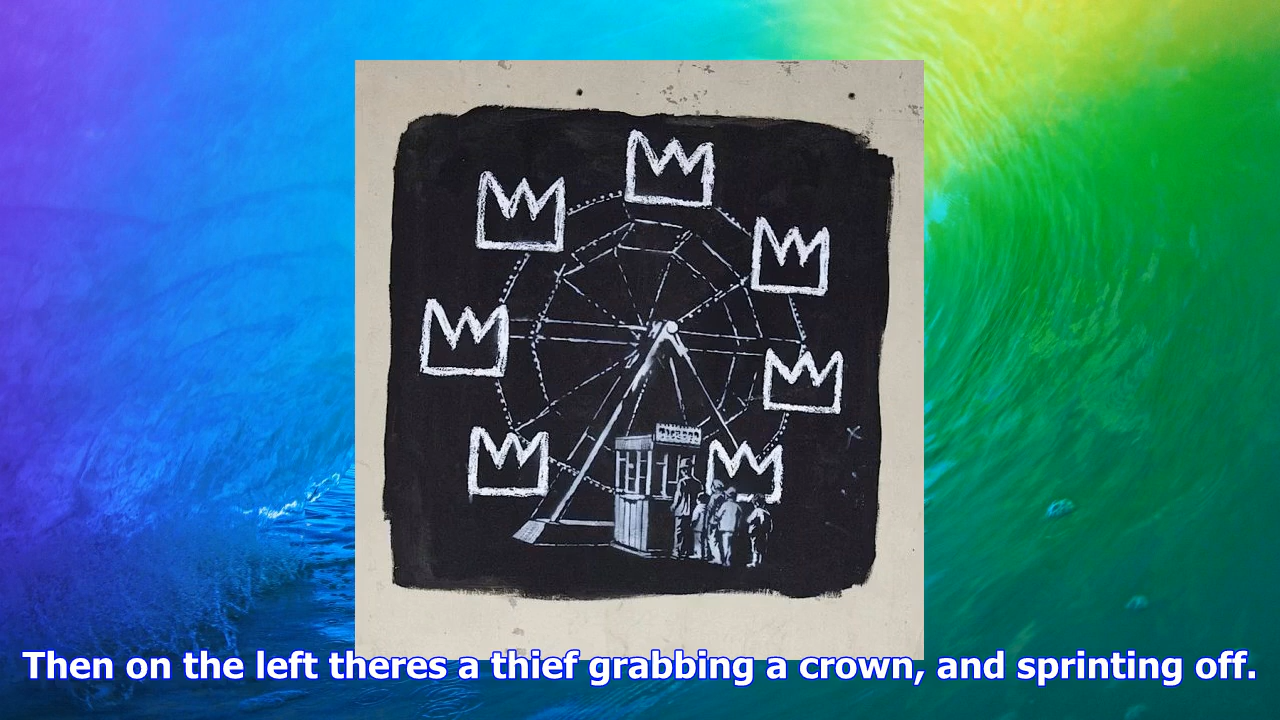 Then on the left theres a thief grabbing a crown, and sprinting off.